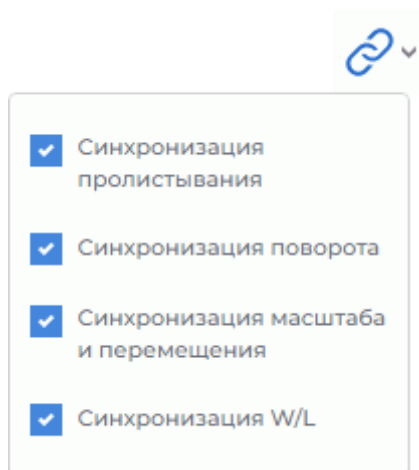 Синхронизация
пролистывания
Синхронизация поворота
Синхронизация масштаба
и перемещения
Синхронизация W/L